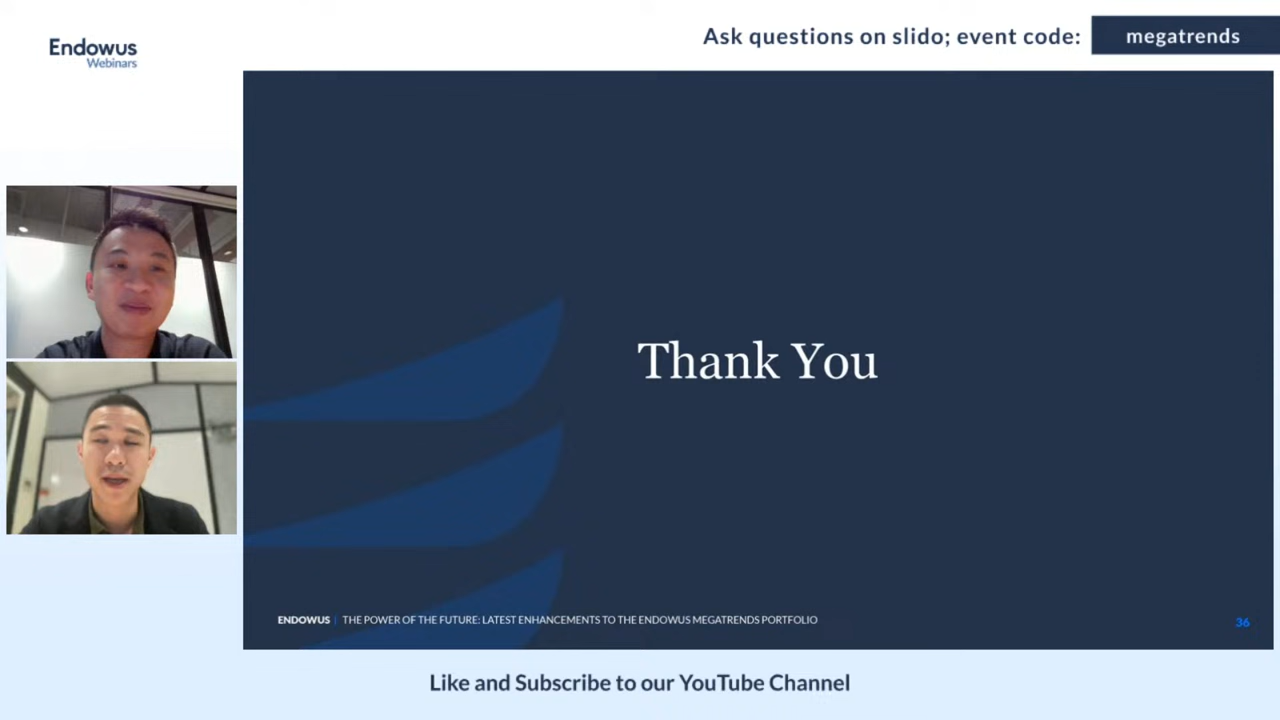 Endowus
Webinars
Ask questions on slido; event code: megatrends
Thank You
ENDOWUS | THE POWER OF THE FUTURE: LATEST ENHANCEMENTS TO THE ENDOWUS MEGATRENDS PORTFOLIO
36
Like and Subscribe to our YouTube Channel